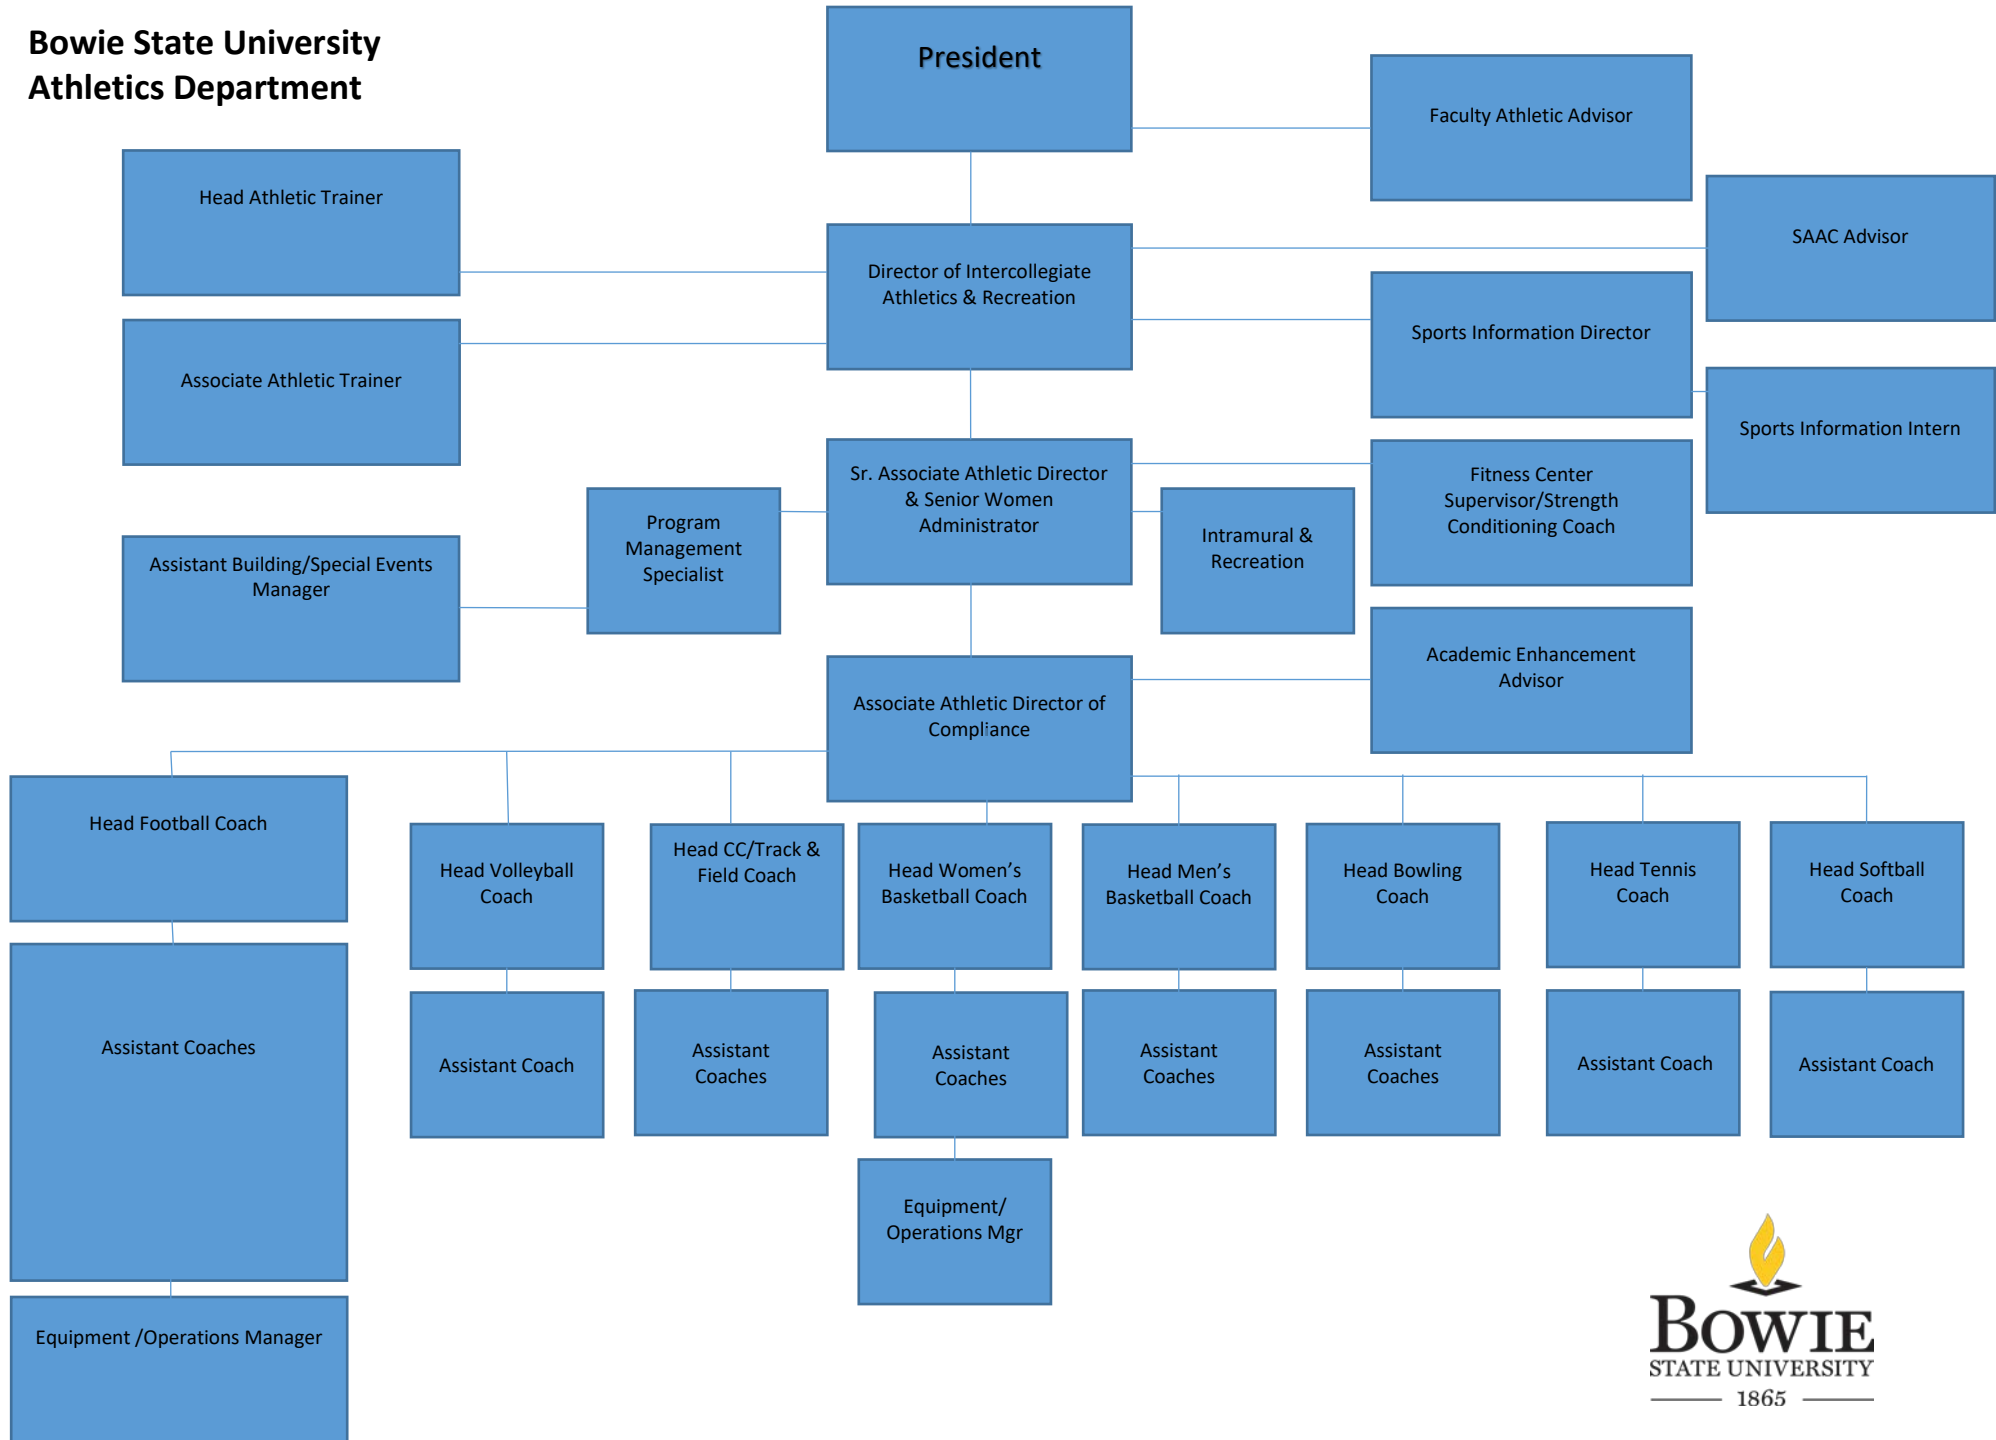 Bowie State University
Athletics Department
President
Faculty Athletic Advisor
Head Athletic Trainer
SAAC Advisor
Director of Intercollegiate
Athletics & Recreation
Sports Information Director
Associate Athletic Trainer
Sports Information Intern
Sr. Associate Athletic Director
& Senior Women
Administrator
Fitness Center
Supervisor/Strength
Conditioning Coach
Program
Management
Specialist
Intramural &
Recreation
Assistant Building/Special Events
Manager
Academic Enhancement
Advisor
Associate Athletic Director of
Compliance
Head Football Coach
Head Volleyball
Coach
Head CC/Track &
Field Coach
Head Women’s
Basketball Coach
Head Men’s
Basketball Coach
Head Bowling
Coach
Head Tennis
Coach
Head Softball
Coach
Assistant Coaches
Assistant Coach
Assistant
Coaches
Assistant
Coaches
Assistant
Coaches
Assistant
Coaches
Assistant Coach
Assistant Coach
Equipment/
Operations Mgr
Equipment /Operations Manager
BOWIE
STATE UNIVERSITY
1865